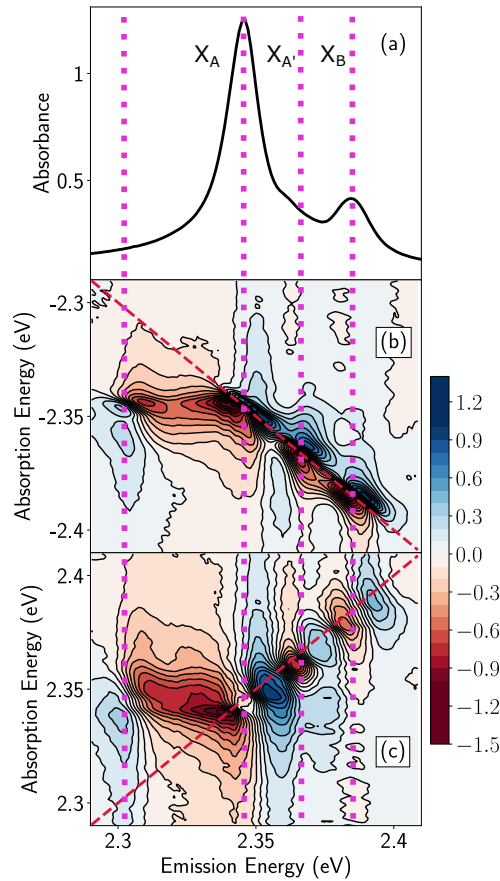 (a)
X_A X_A' X_B
1
0.5
Absorbance
(b)
-2.3
-2.35
-2.4
Absorption Energy (eV)
(c)
2.4
2.35
2.3
Absorption Energy (eV)
2.3 2.35 2.4
Emission Energy (eV)
1.2
0.9
0.6
0.3
0.0
−0.3
−0.6
−0.9
−1.2
−1.5